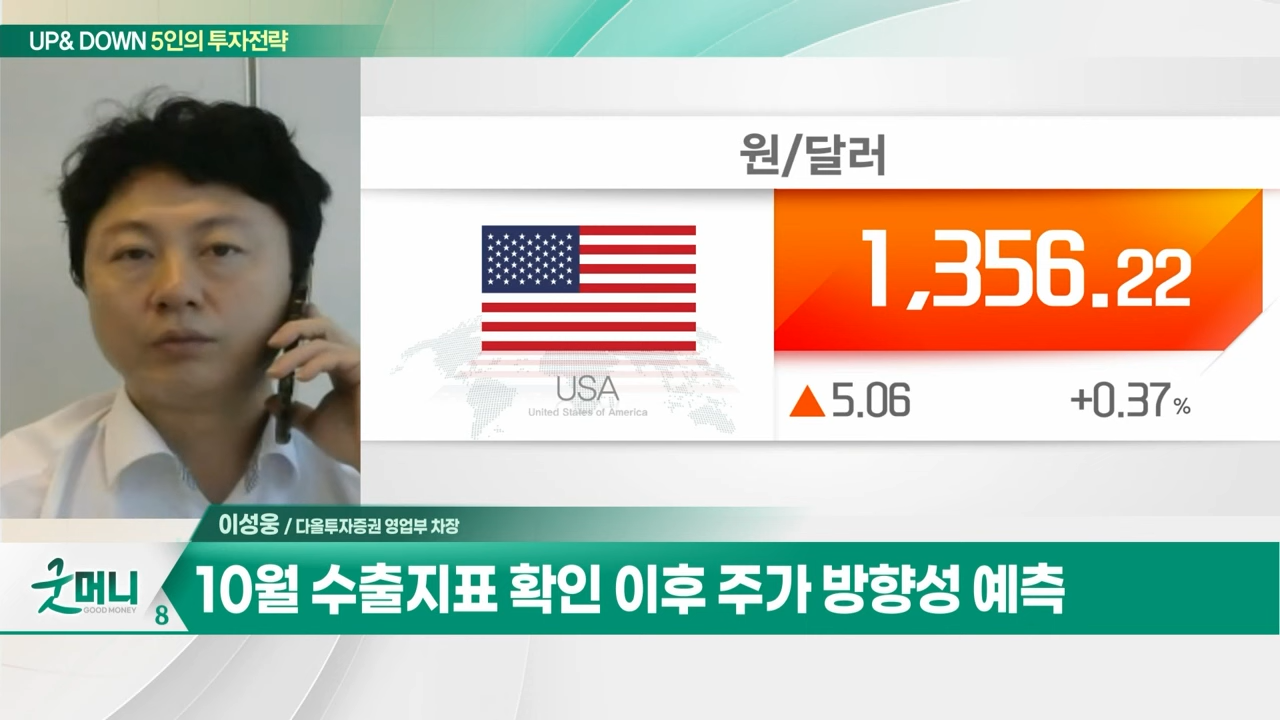 UP& DOWN 5인의 투자전략
원/달러
1,356.22
USA
United States of America
▲5.06 +0.37%
이성웅 / 다올투자증권 영업부 차장
굿머니
GOOD MONEY
8
10월 수출지표 확인 이후 주가 방향성 예측